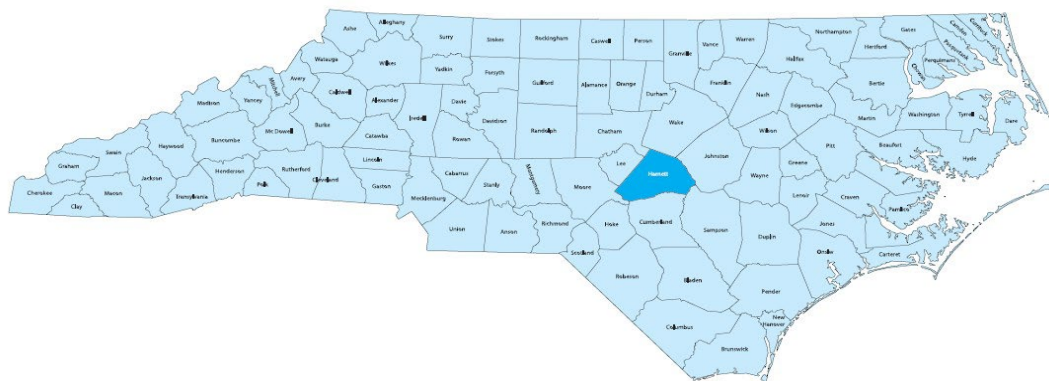 Alleghany
Ashe
Surry
Stokes
Rockingham
Caswell
Person
Granville
Vance
Warren
Northampton
Hertford
Gates
Camden
Currituck
Pasquotank
Perquimans
Chowan
Watauga
Wilkes
Yadkin
Forsyth
Guilford
Alamance
Orange
Durham
Franklin
Halifax
Nash
Bertie
Edgecombe
Martin
Washington
Tyrrell
Dare
Mitchell
Avery
Caldwell
Alexander
Iredell
Davie
Davidson
Randolph
Chatham
Wake
Wilson
Madison
Yancey
McDowell
Burke
Catawba
Rowan
Pitt
Beaufort
Hyde
Swain
Haywood
Buncombe
Rutherford
Lincoln
Cabarrus
Stanly
Montgomery
Moore
Lee
Harnett
Johnston
Wayne
Greene
Graham
Jackson
Henderson
Polk
Cleveland
Gaston
Mecklenburg
Lenoir
Craven
Pamlico
Cherokee
Macon
Clay
Transylvania
Union
Anson
Richmond
Scotland
Hoke
Cumberland
Sampson
Duplin
Jones
Onslow
Carteret
Robeson
Bladen
Pender
New
Hanover
Columbus
Brunswick